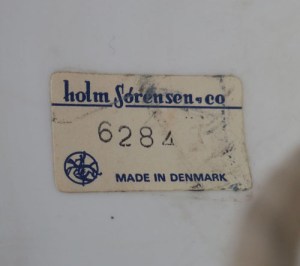 holm Sørensen, co
6284
MADE IN DENMARK